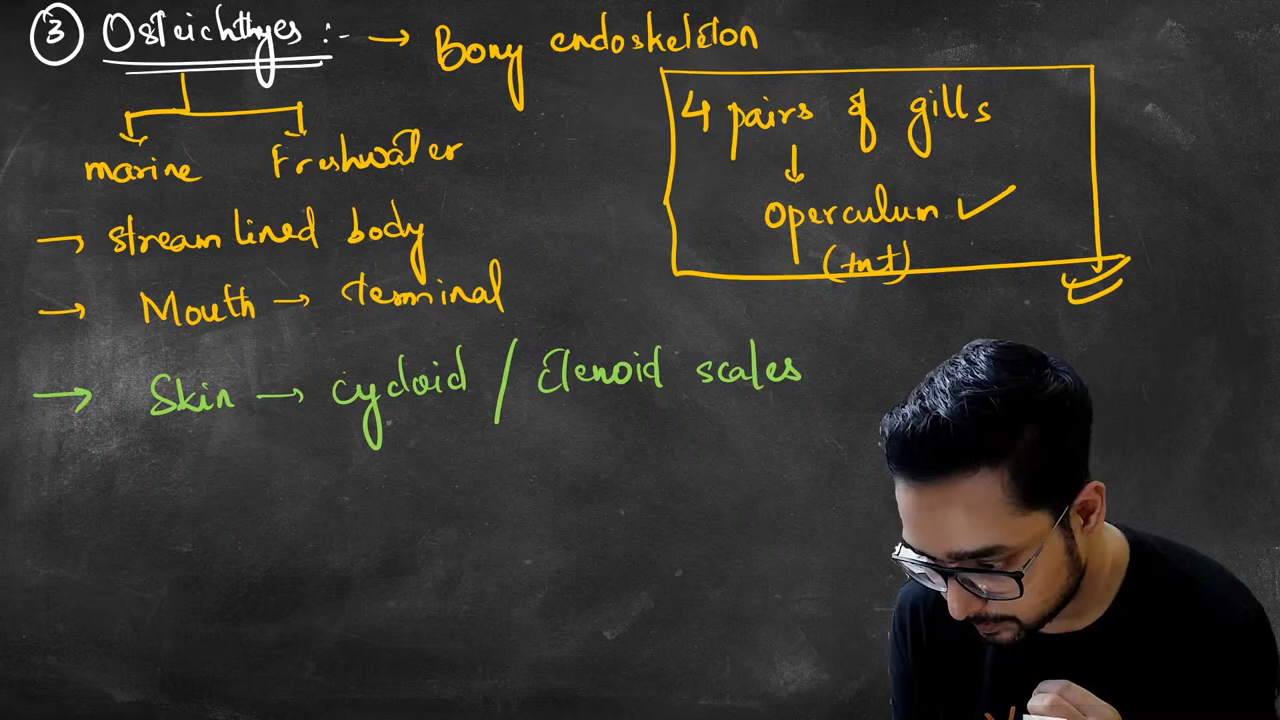 ③ Osteichthyes :- → Bony endoskeleton
marine Freshwater
→ streamlined body
→ Mouth → terminal
→ Skin → cycloid / ctenoid scales
4 pairs of gills
↓
operculum ✓
(tnt)